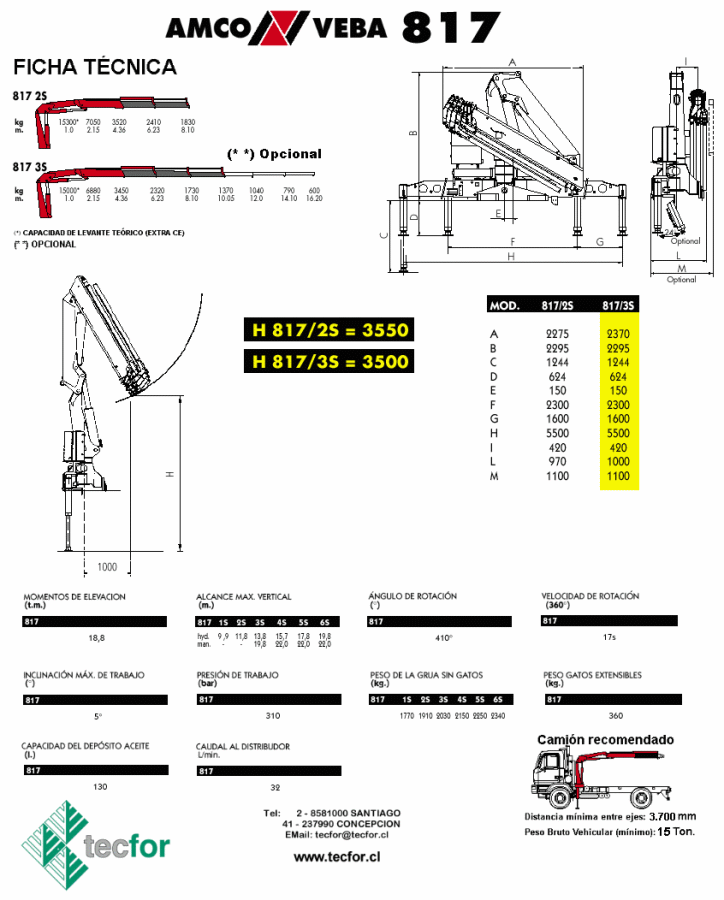 AMCO VEBA 817
FICHA TÉCNICA
817 2S
kg 15300* 7050 3520 2410 1830
m. 1.0 2.15 4.36 6.23 8.10
(* *) Opcional
817 3S
kg 15000* 6880 3450 2320 1730 1370 1040 790 600
m. 1.0 2.15 4.36 6.23 8.10 10.05 12.0 14.10 16.20
(*) CAPACIDAD DE LEVANTE TEÓRICO (EXTRA CE)
(* *) OPCIONAL
A
B
C
D
E
F
G
H
I
24°
Optional
L
M
Optional
H
1000
H 817/2S = 3550
H 817/3S = 3500
MOD. 817/2S 817/3S
A 2275 2370
B 2295 2295
C 1244 1244
D 624 624
E 150 150
F 2300 2300
G 1600 1600
H 5500 5500
I 420 420
L 970 1000
M 1100 1100
MOMENTOS DE ELEVACION
(t.m.)
817
18,8
ALCANCE MAX. VERTICAL
(m.)
817 1S 2S 3S 4S 5S 6S
hyd. 9,9 11,8 13,8 15,7 17,8 19,8
man. - - 19,8 22,0 22,0 22,0
ÁNGULO DE ROTACIÓN
(°)
817
410°
VELOCIDAD DE ROTACIÓN
(360°)
817
17s
INCLINACIÓN MÁX. DE TRABAJO
(°)
817
5°
PRESIÓN DE TRABAJO
(bar)
817
310
PESO DE LA GRUA SIN GATOS
(kg.)
817 1S 2S 3S 4S 5S 6S
1770 1910 2030 2150 2250 2340
PESO GATOS EXTENSIBLES
(kg.)
817
360
CAPACIDAD DEL DEPÓSITO ACEITE
(l.)
817
130
CAUDAL AL DISTRIBUDOR
L/min.
817
32
Camión recomendado
Distancia mínima entre ejes: 3.700 mm
Peso Bruto Vehicular (mínimo): 15 Ton.
tecfor
Tel: 2 - 8581000 SANTIAGO
41 - 237990 CONCEPCION
EMail: tecfor@tecfor.cl
www.tecfor.cl